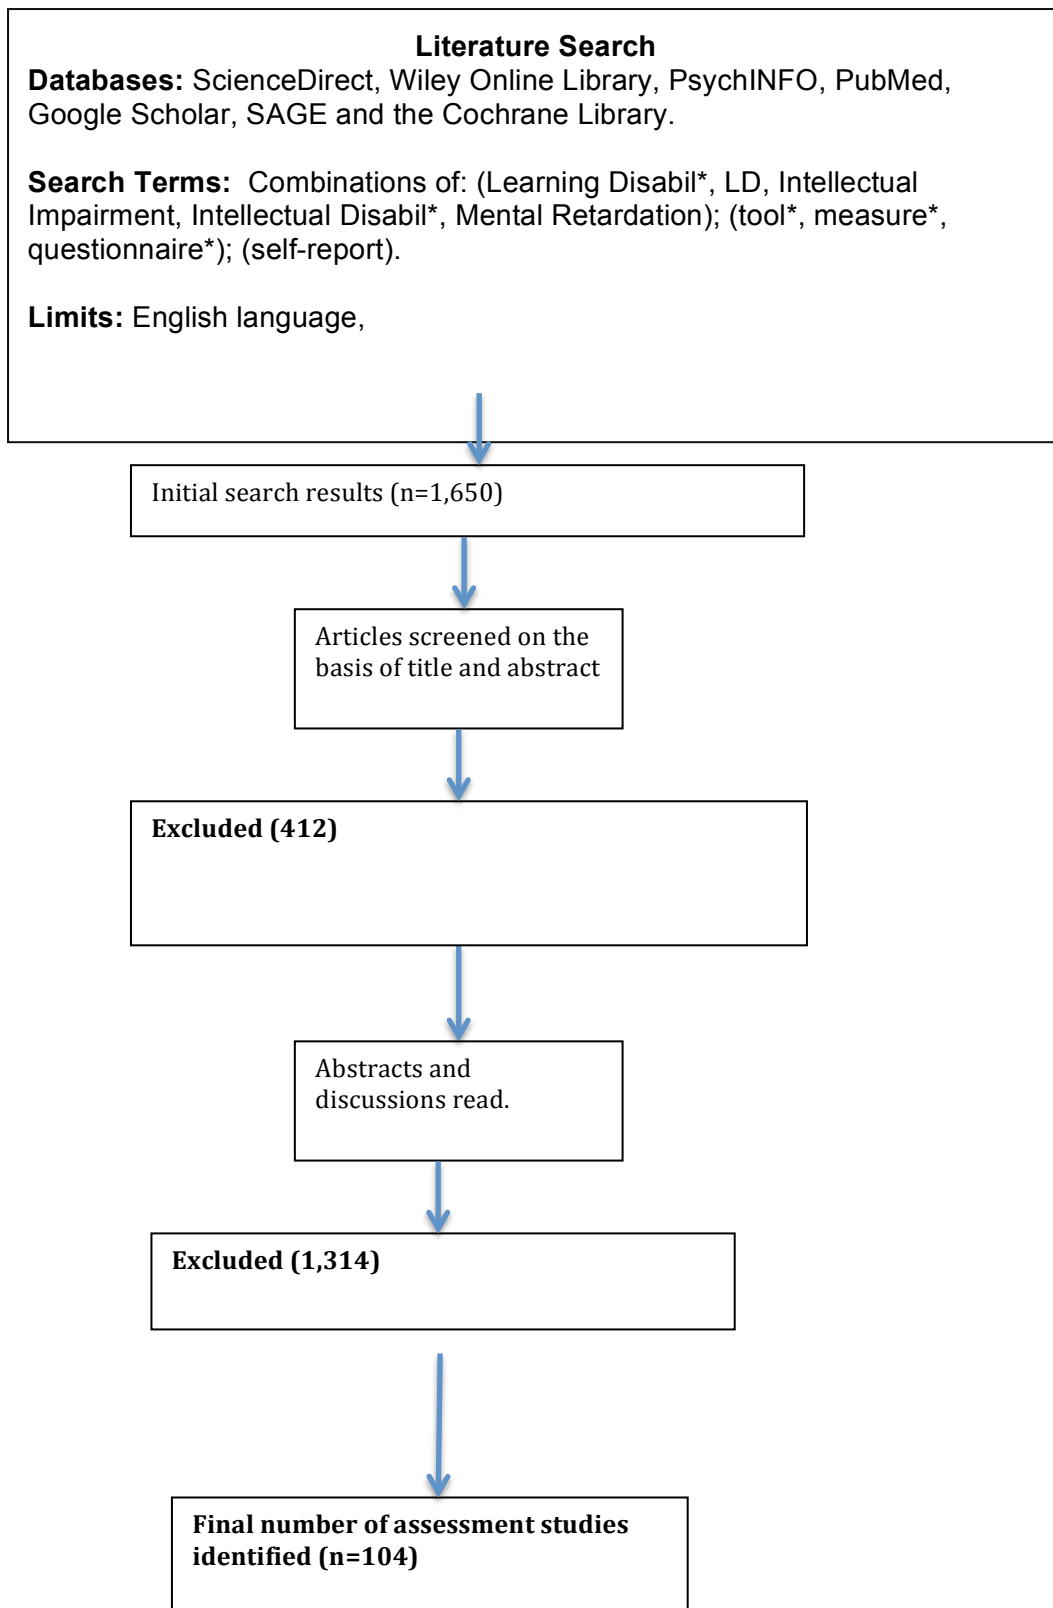 Literature Search
Databases: ScienceDirect, Wiley Online Library, PsychINFO, PubMed,
Google Scholar, SAGE and the Cochrane Library.
Search Terms: Combinations of: (Learning Disabil*, LD, Intellectual
Impairment, Intellectual Disabil*, Mental Retardation); (tool*, measure*,
questionnaire*); (self-report).
Limits: English language,
Initial search results (n=1,650)
Articles screened on the
basis of title and abstract
Excluded (412)
Abstracts and
discussions read.
Excluded (1,314)
Final number of assessment studies
identified (n=104)